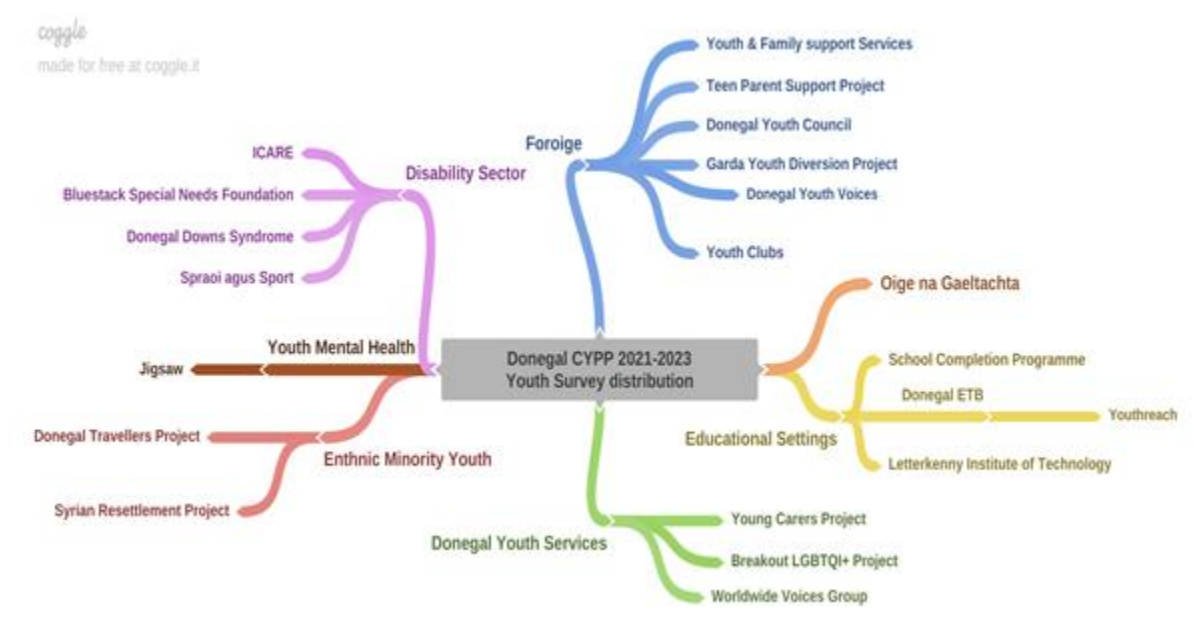 coggle
made for free at coggle.it
Youth & Family support Services
Teen Parent Support Project
Donegal Youth Council
Foroige
Garda Youth Diversion Project
Donegal Youth Voices
Youth Clubs
ICARE
Disability Sector
Bluestack Special Needs Foundation
Donegal Downs Syndrome
Spraoi agus Sport
Oige na Gaeltachta
Youth Mental Health
Jigsaw
Donegal CYPP 2021-2023
Youth Survey distribution
School Completion Programme
Donegal ETB
Youthreach
Educational Settings
Letterkenny Institute of Technology
Donegal Travellers Project
Enthnic Minority Youth
Syrian Resettlement Project
Donegal Youth Services
Young Carers Project
Breakout LGBTQI+ Project
Worldwide Voices Group